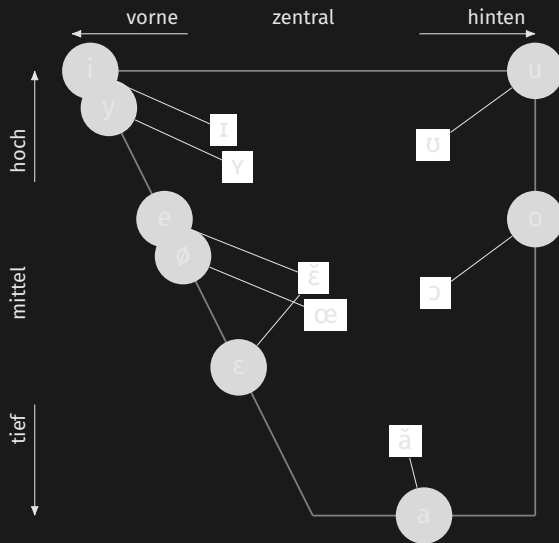 vorne zentral hinten
hoch
mittel
tief
i u
y
ɪ
ʏ
ʊ
e o
ø
ɛ̆
ɔ
œ
ɛ
ă
a